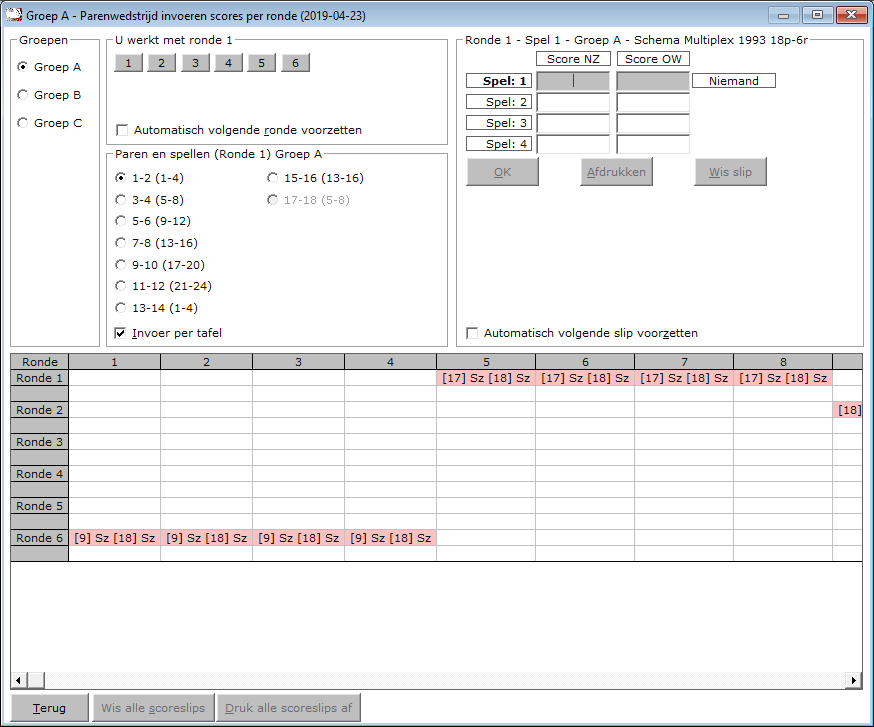 Groep A - Parenwedstrijd invoeren scores per ronde (2019-04-23)
Groepen
Groep A
Groep B
Groep C
U werkt met ronde 1
1 2 3 4 5 6
Automatisch volgende ronde voorzetten
Paren en spellen (Ronde 1) Groep A
1-2 (1-4)
3-4 (5-8)
5-6 (9-12)
7-8 (13-16)
9-10 (17-20)
11-12 (21-24)
13-14 (1-4)
15-16 (13-16)
17-18 (5-8)
Invoer per tafel
Ronde 1 - Spel 1 - Groep A - Schema Multiplex 1993 18p-6r
Score NZ Score OW
Spel: 1 Niemand
Spel: 2
Spel: 3
Spel: 4
OK Afdrukken Wis slip
Automatisch volgende slip voorzetten
Ronde 1 2 3 4 5 6 7 8
Ronde 1 [17] Sz [18] Sz [17] Sz [18] Sz [17] Sz [18] Sz [17] Sz [18] Sz
Ronde 2 [18]
Ronde 3
Ronde 4
Ronde 5
Ronde 6 [9] Sz [18] Sz [9] Sz [18] Sz [9] Sz [18] Sz [9] Sz [18] Sz
Terug Wis alle scoreslips Druk alle scoreslips af